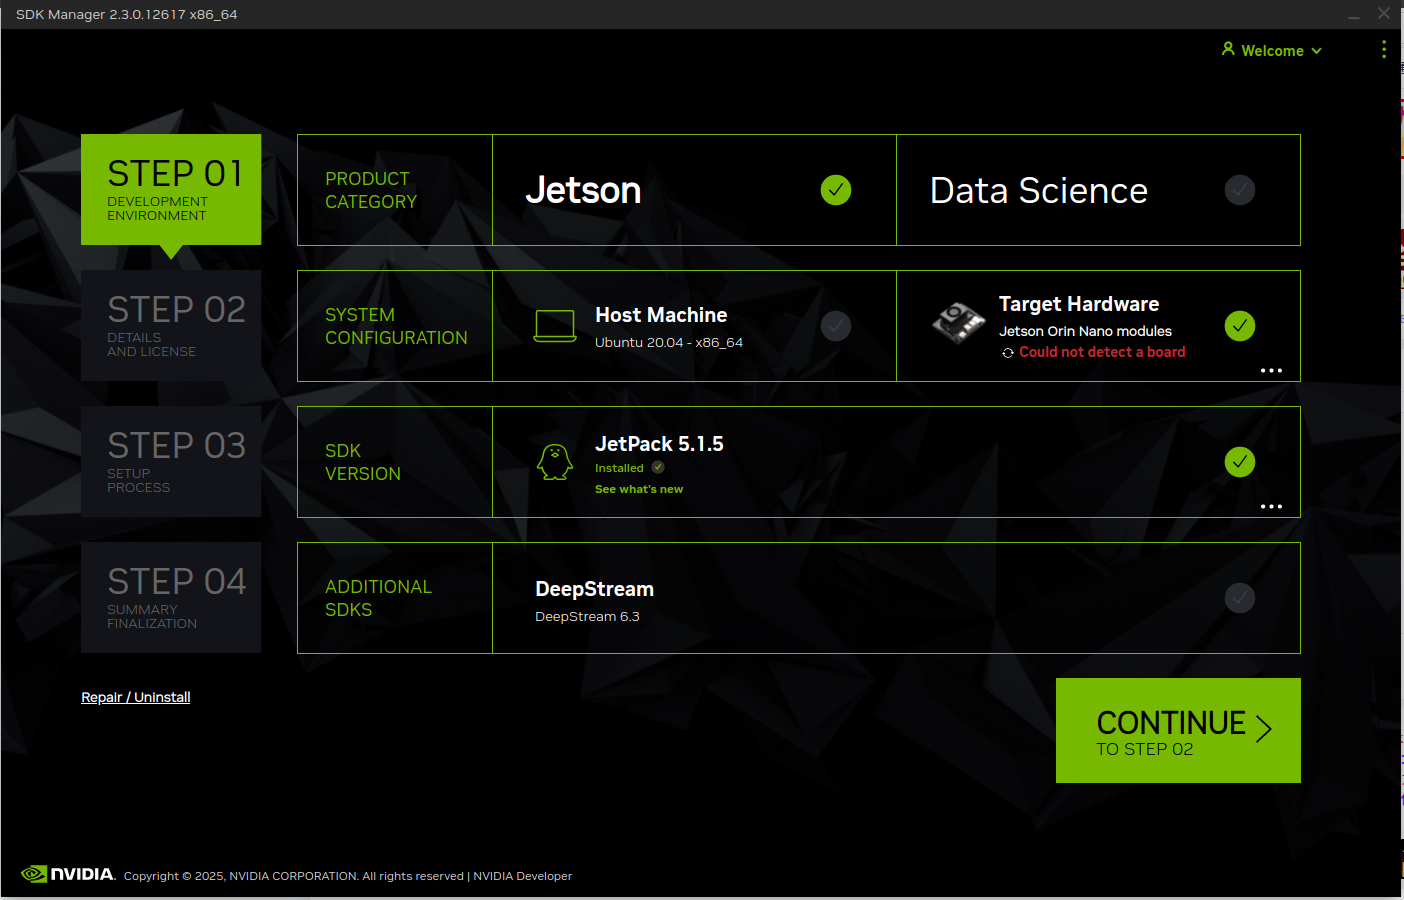 SDK Manager 2.3.0.12617 x86_64
Welcome
STEP 01
DEVELOPMENT
ENVIRONMENT
PRODUCT
CATEGORY
Jetson
Data Science
STEP 02
DETAILS
AND LICENSE
SYSTEM
CONFIGURATION
Host Machine
Ubuntu 20.04 - x86_64
Target Hardware
Jetson Orin Nano modules
Could not detect a board
STEP 03
SETUP
PROCESS
SDK
VERSION
JetPack 5.1.5
Installed
See what's new
STEP 04
SUMMARY
FINALIZATION
ADDITIONAL
SDKS
DeepStream
DeepStream 6.3
Repair / Uninstall
CONTINUE
TO STEP 02
NVIDIA. Copyright © 2025, NVIDIA CORPORATION. All rights reserved | NVIDIA Developer